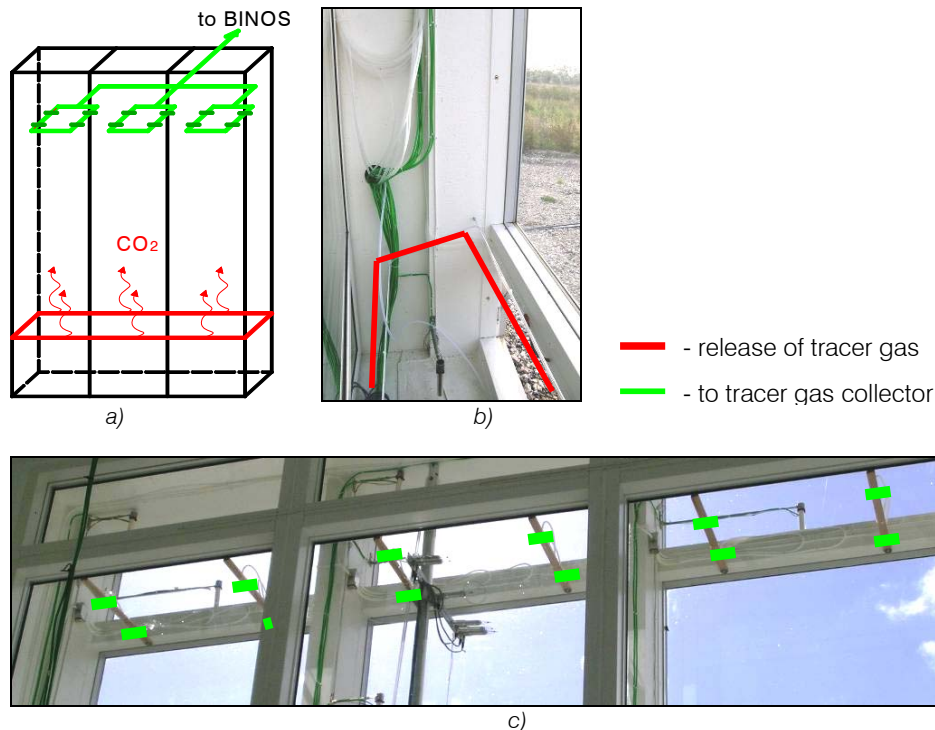 to BINOS
CO₂
a)
b)
- release of tracer gas
- to tracer gas collector
c)